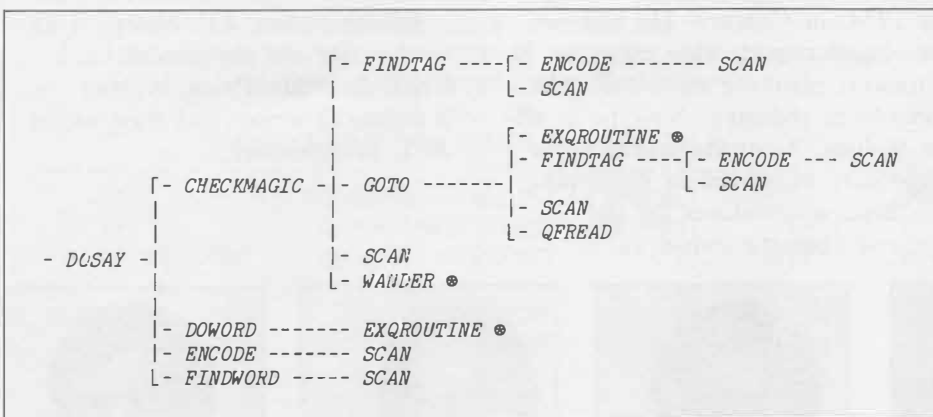 ┌- FINDTAG ----┌- ENCODE ------- SCAN
└- SCAN
┌- EXQROUTINE ⊛
|- FINDTAG ----┌- ENCODE --- SCAN
┌- CHECKMAGIC -|- GOTO -------| └- SCAN
|- SCAN
└- QFREAD
- DOSAY -| |- SCAN
└- WANDER ⊛
|- DOWORD ------- EXQROUTINE ⊛
|- ENCODE ------- SCAN
└- FINDWORD ----- SCAN